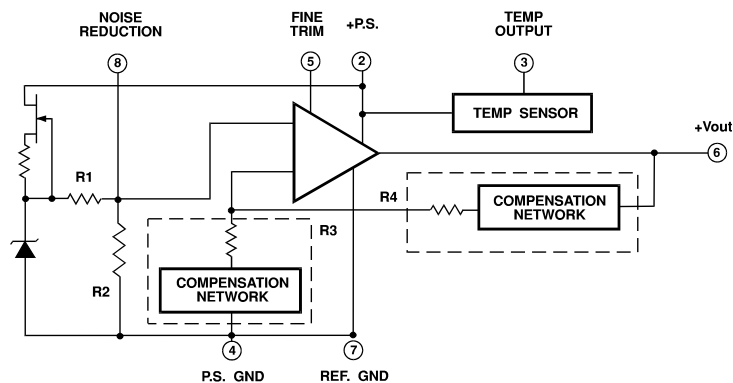 NOISE
REDUCTION
FINE
TRIM
+P.S.
TEMP
OUTPUT
8
5
2
3
TEMP SENSOR
+Vout
6
R1
R4
COMPENSATION
NETWORK
R3
R2
COMPENSATION
NETWORK
4
7
P.S. GND
REF. GND